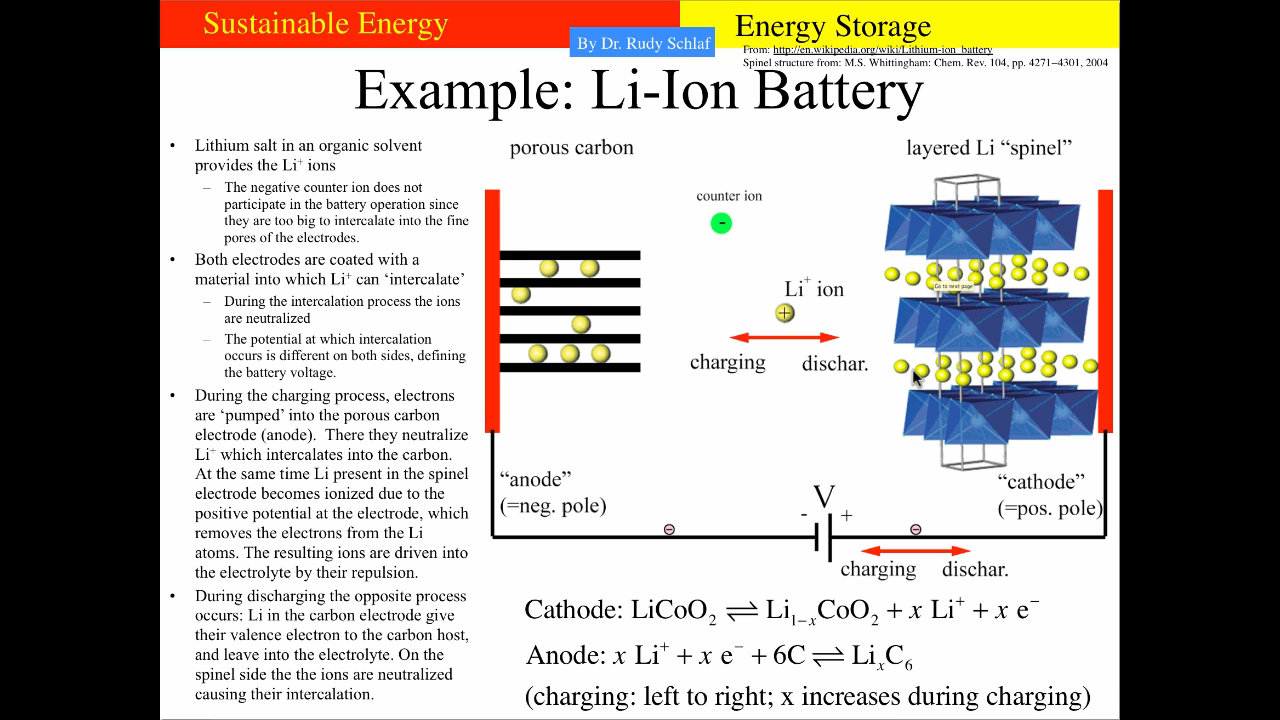 Sustainable Energy
Energy Storage
By Dr. Rudy Schlaf
From: http://en.wikipedia.org/wiki/Lithium-ion_battery
Spinel structure from: M.S. Whittingham: Chem. Rev. 104, pp. 4271–4301, 2004
Example: Li-Ion Battery
• Lithium salt in an organic solvent
provides the Li⁺ ions
– The negative counter ion does not
participate in the battery operation since
they are too big to intercalate into the fine
pores of the electrodes.
• Both electrodes are coated with a
material into which Li⁺ can ‘intercalate’
– During the intercalation process the ions
are neutralized
– The potential at which intercalation
occurs is different on both sides, defining
the battery voltage.
• During the charging process, electrons
are ‘pumped’ into the porous carbon
electrode (anode). There they neutralize
Li⁺ which intercalates into the carbon.
At the same time Li present in the spinel
electrode becomes ionized due to the
positive potential at the electrode, which
removes the electrons from the Li
atoms. The resulting ions are driven into
the electrolyte by their repulsion.
• During discharging the opposite process
occurs: Li in the carbon electrode give
their valence electron to the carbon host,
and leave into the electrolyte. On the
spinel side the the ions are neutralized
causing their intercalation.
porous carbon
layered Li “spinel”
counter ion
-
Go to next page
Li⁺ ion
+
charging
dischar.
“anode”
(=neg. pole)
“cathode”
(=pos. pole)
V
- +
charging
dischar.
Cathode: LiCoO₂ ⇌ Li₁₋ₓCoO₂ + x Li⁺ + x e⁻
Anode: x Li⁺ + x e⁻ + 6C ⇌ LiₓC₆
(charging: left to right; x increases during charging)